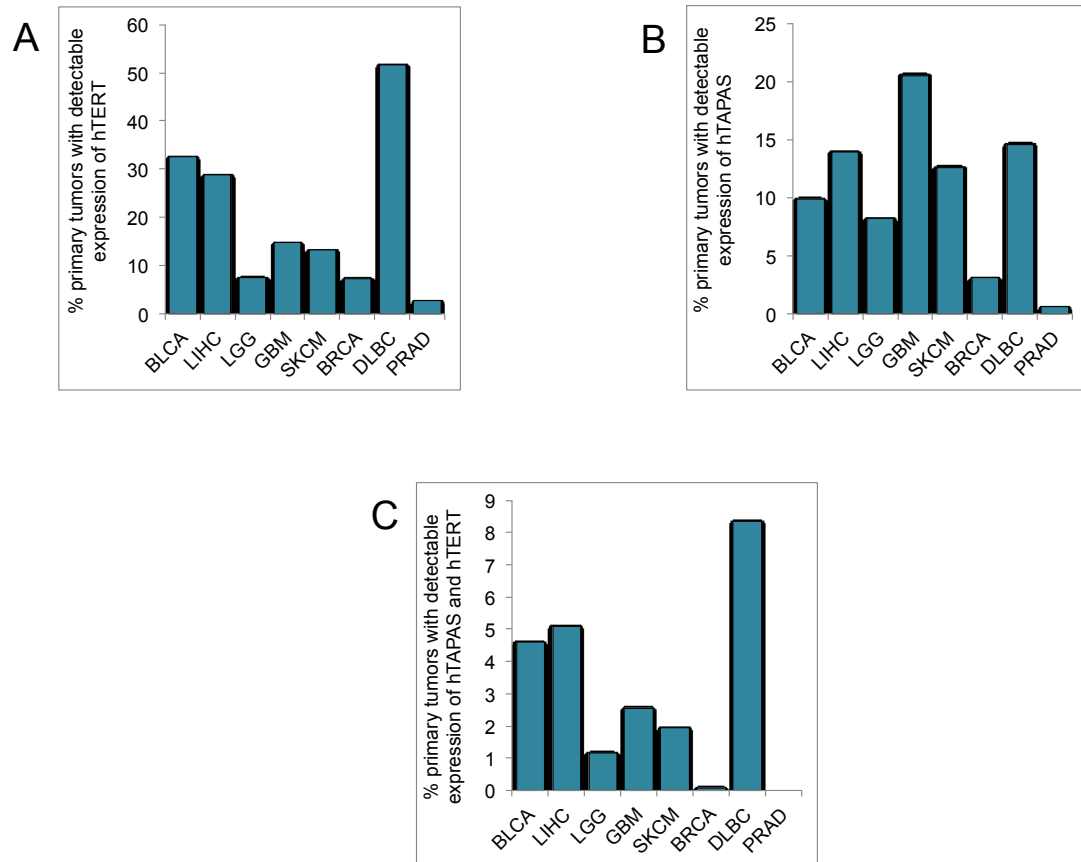 A
% primary tumors with detectable
expression of hTERT
60
50
40
30
20
10
0
BLCA
LIHC
LGG
GBM
SKCM
BRCA
DLBC
PRAD
B
% primary tumors with detectable
expression of hTAPAS
25
20
15
10
5
0
BLCA
LIHC
LGG
GBM
SKCM
BRCA
DLBC
PRAD
C
% primary tumors with detectable
expression of hTAPAS and hTERT
9
8
7
6
5
4
3
2
1
0
BLCA
LIHC
LGG
GBM
SKCM
BRCA
DLBC
PRAD